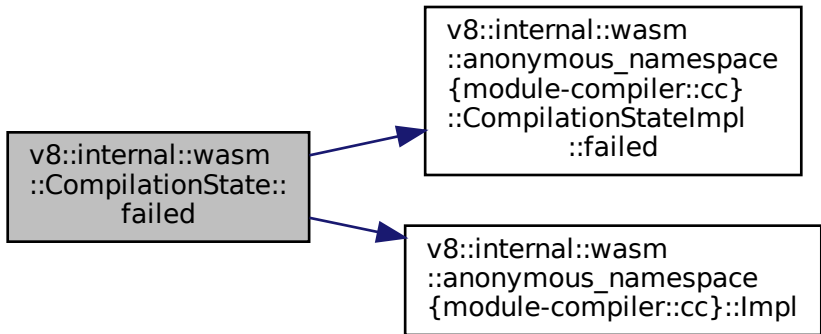 v8::internal::wasm
::CompilationState::
failed
v8::internal::wasm
::anonymous_namespace
{module-compiler::cc}
::CompilationStateImpl
::failed
v8::internal::wasm
::anonymous_namespace
{module-compiler::cc}::Impl